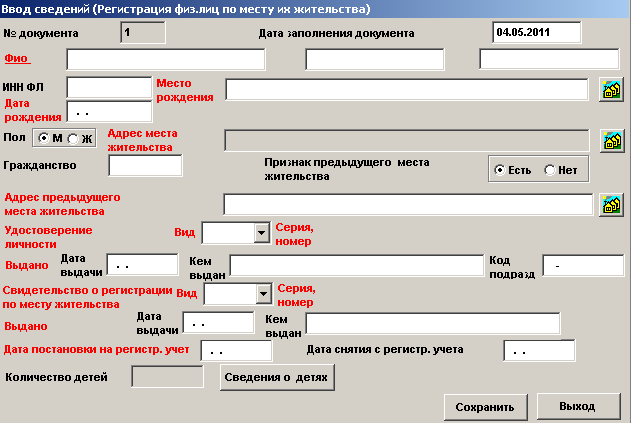 Ввод сведений (Регистрация физ.лиц по месту их жительства)
№ документа 1 Дата заполнения документа 04.05.2011
Фио
ИНН ФЛ Место рождения
Дата рождения . .
Пол М Ж Адрес места жительства
Гражданство Признак предыдущего места жительства Есть Нет
Адрес предыдущего места жительства
Удостоверение личности Вид Серия, номер
Выдано Дата выдачи . . Кем выдан Код подразд -
Свидетельство о регистрации по месту жительства Вид Серия, номер
Выдано Дата выдачи . . Кем выдан
Дата постановки на регистр. учет . . Дата снятия с регистр. учета . .
Количество детей Сведения о детях
Сохранить Выход